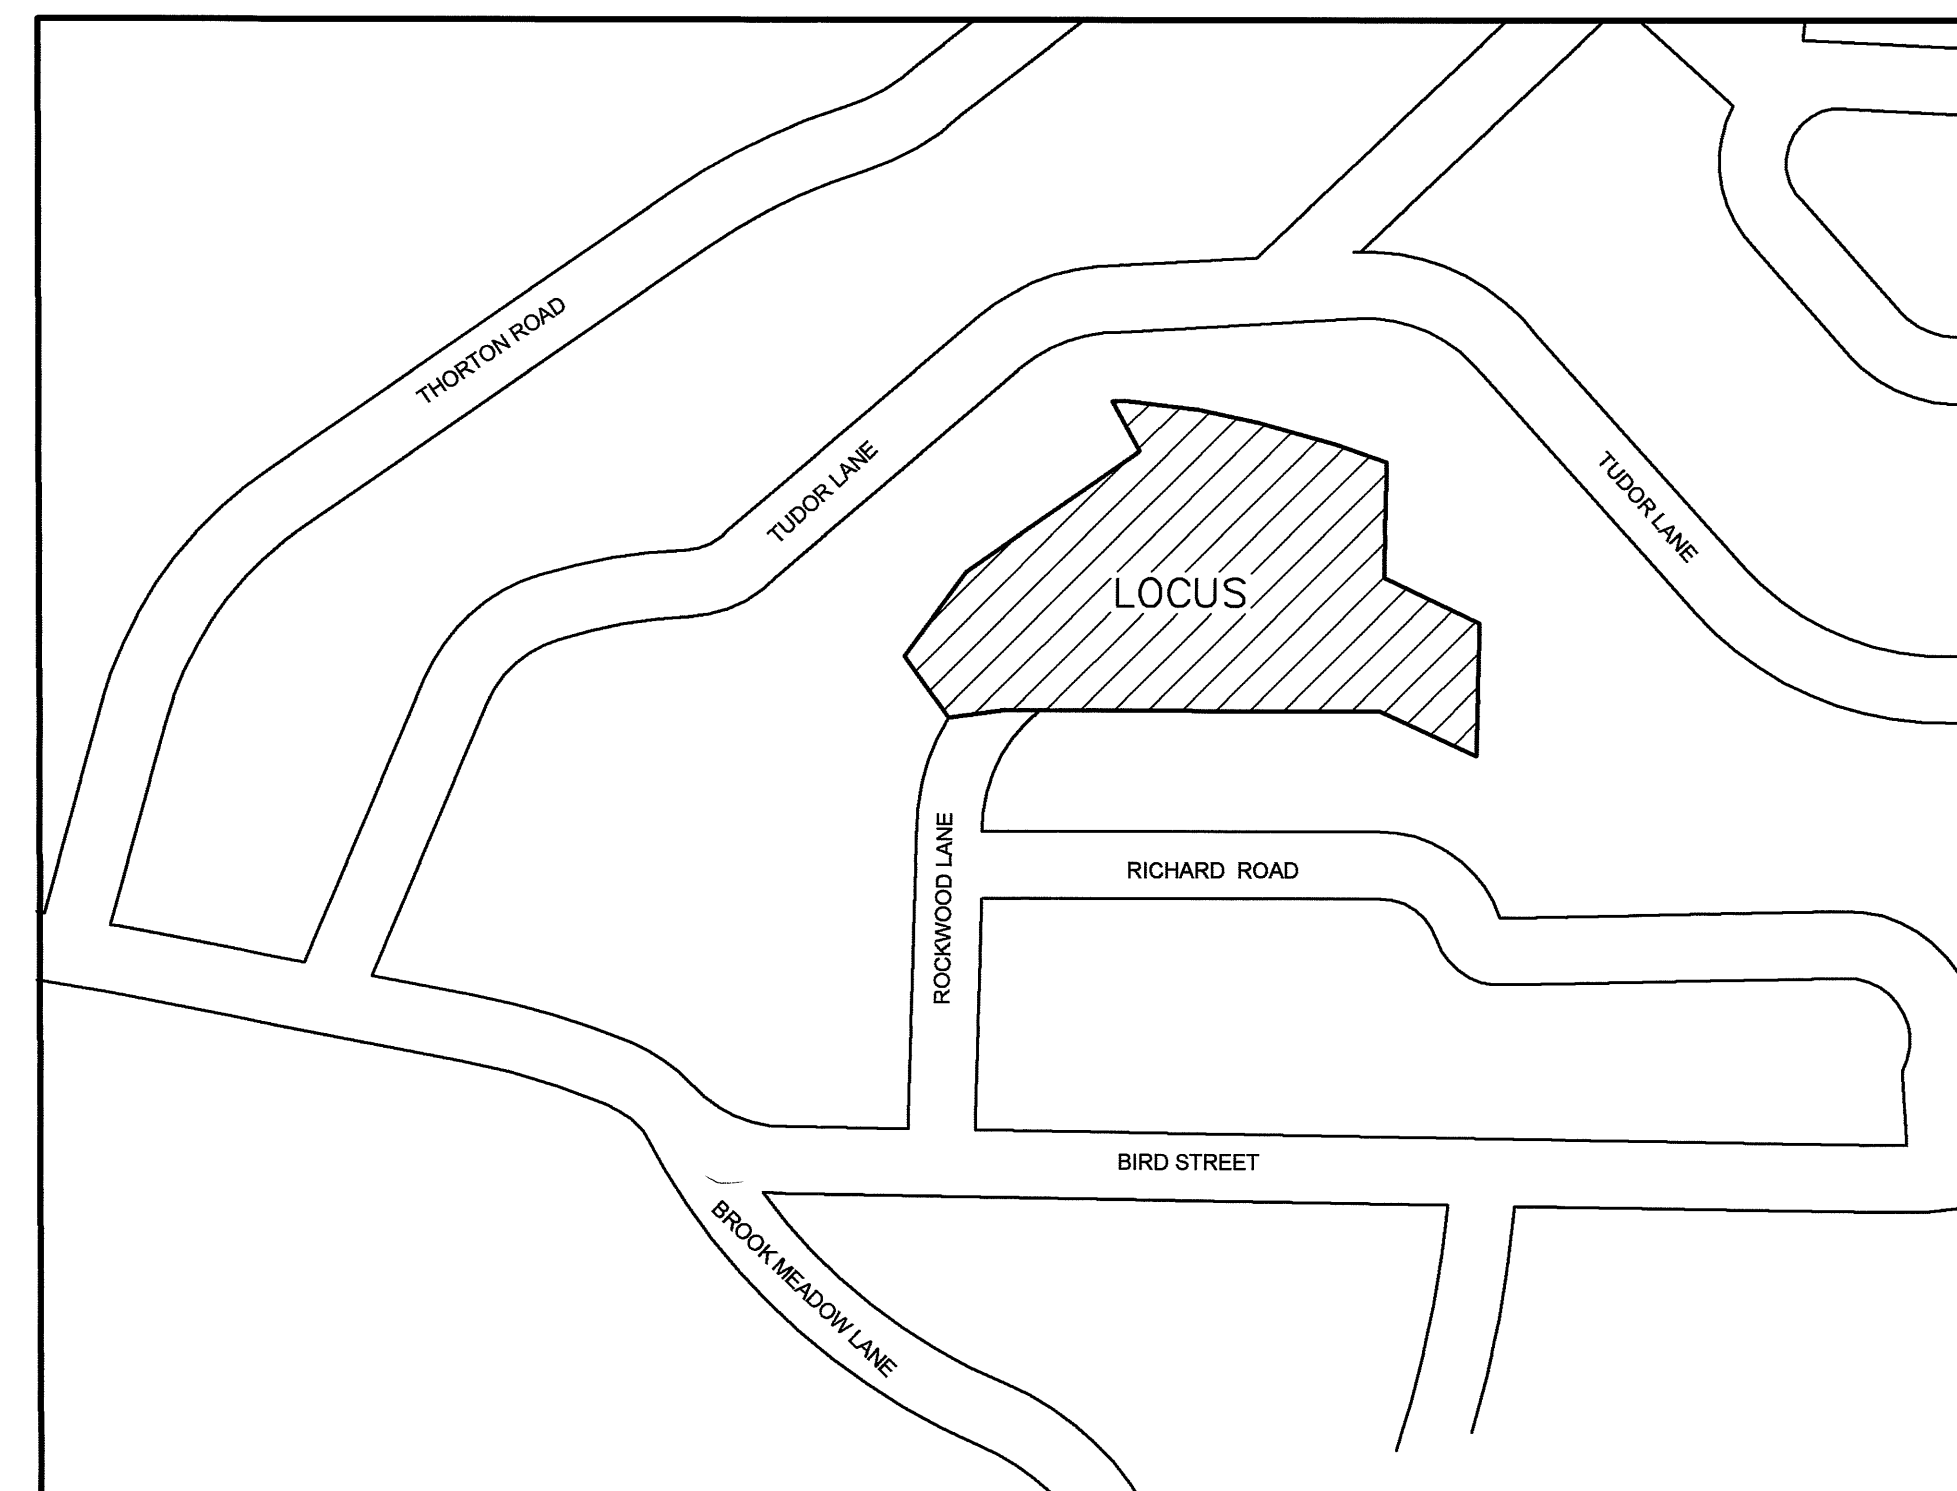 THORTON ROAD
TUDOR LANE
TUDOR LANE
LOCUS
ROCKWOOD LANE
RICHARD ROAD
BIRD STREET
BROOK MEADOW LANE